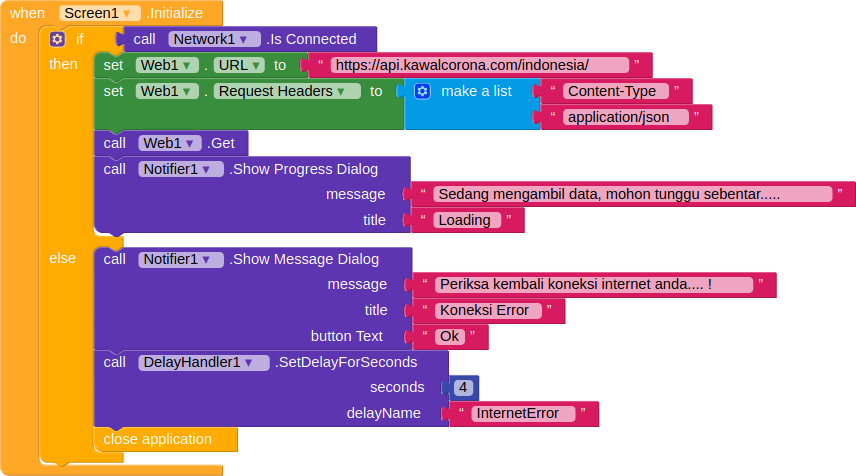 when Screen1 .Initialize
do if call Network1 .Is Connected
then set Web1 . URL to “ https://api.kawalcorona.com/indonesia/ ”
set Web1 . Request Headers to make a list “ Content-Type ”
“ application/json ”
call Web1 .Get
call Notifier1 .Show Progress Dialog
message “ Sedang mengambil data, mohon tunggu sebentar..... ”
title “ Loading ”
else call Notifier1 .Show Message Dialog
message “ Periksa kembali koneksi internet anda.... ! ”
title “ Koneksi Error ”
button Text “ Ok ”
call DelayHandler1 .SetDelayForSeconds
seconds 4
delayName “ InternetError ”
close application